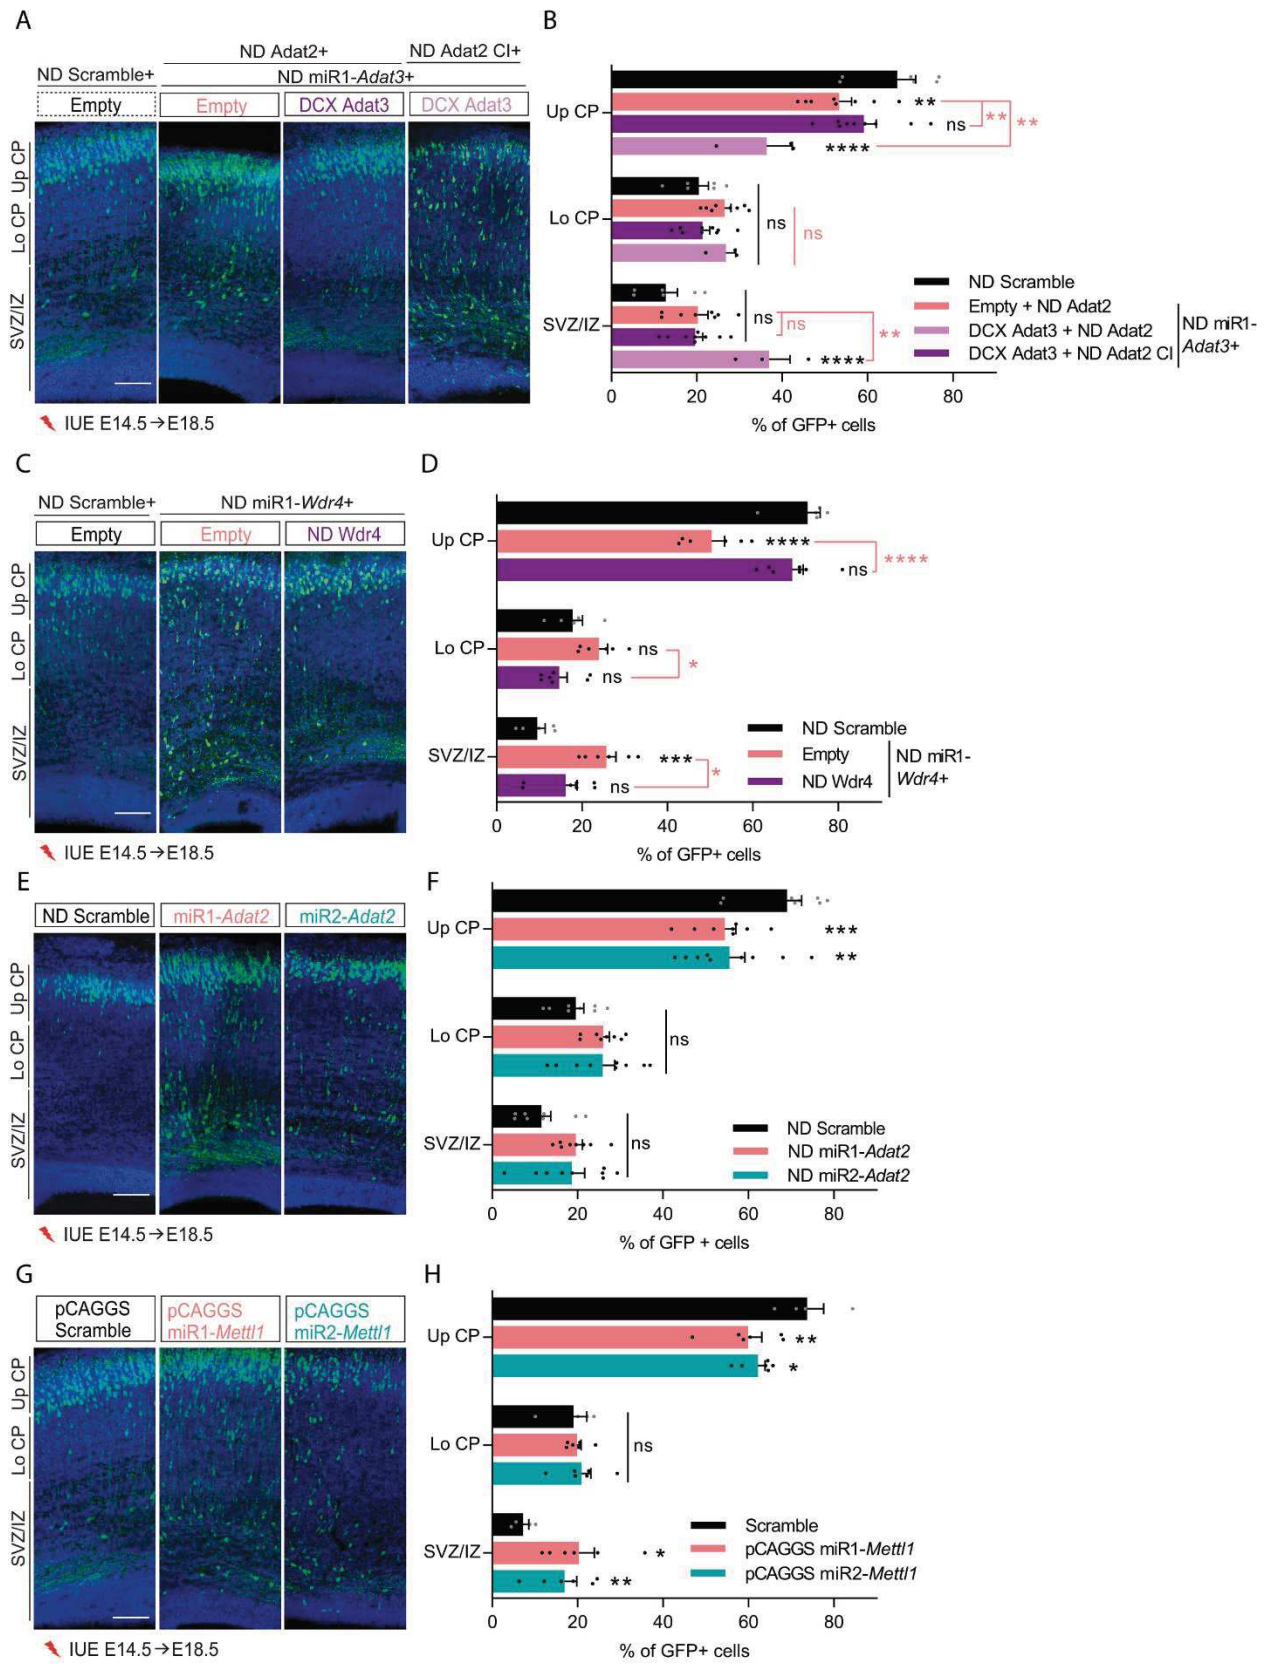 A
ND Adat2+
ND Adat2 CI+
ND Scramble+
ND miR1-Adat3+
Empty
Empty
DCX Adat3
DCX Adat3
Up CP
Lo CP
SVZ/IZ
IUE E14.5→E18.5
B
Up CP
**
ns
**
**
****
Lo CP
ns
ns
SVZ/IZ
ns
ns
**
****
ND Scramble
Empty + ND Adat2
DCX Adat3 + ND Adat2
DCX Adat3 + ND Adat2 CI
ND miR1-
Adat3+
0 20 40 60 80
% of GFP+ cells
C
ND Scramble+
ND miR1-Wdr4+
Empty
Empty
ND Wdr4
Up CP
Lo CP
SVZ/IZ
IUE E14.5→E18.5
D
Up CP
****
****
ns
Lo CP
ns
*
ns
SVZ/IZ
***
*
ns
ND Scramble
Empty
ND Wdr4
ND miR1-
Wdr4+
0 20 40 60 80
% of GFP+ cells
E
ND Scramble
miR1-Adat2
miR2-Adat2
Up CP
Lo CP
SVZ/IZ
IUE E14.5→E18.5
F
Up CP
***
**
Lo CP
ns
SVZ/IZ
ns
ND Scramble
ND miR1-Adat2
ND miR2-Adat2
0 20 40 60 80
% of GFP + cells
G
pCAGGS
Scramble
pCAGGS
miR1-Mettl1
pCAGGS
miR2-Mettl1
Up CP
Lo CP
SVZ/IZ
IUE E14.5→E18.5
H
Up CP
**
*
Lo CP
ns
SVZ/IZ
*
**
Scramble
pCAGGS miR1-Mettl1
pCAGGS miR2-Mettl1
0 20 40 60 80
% of GFP+ cells